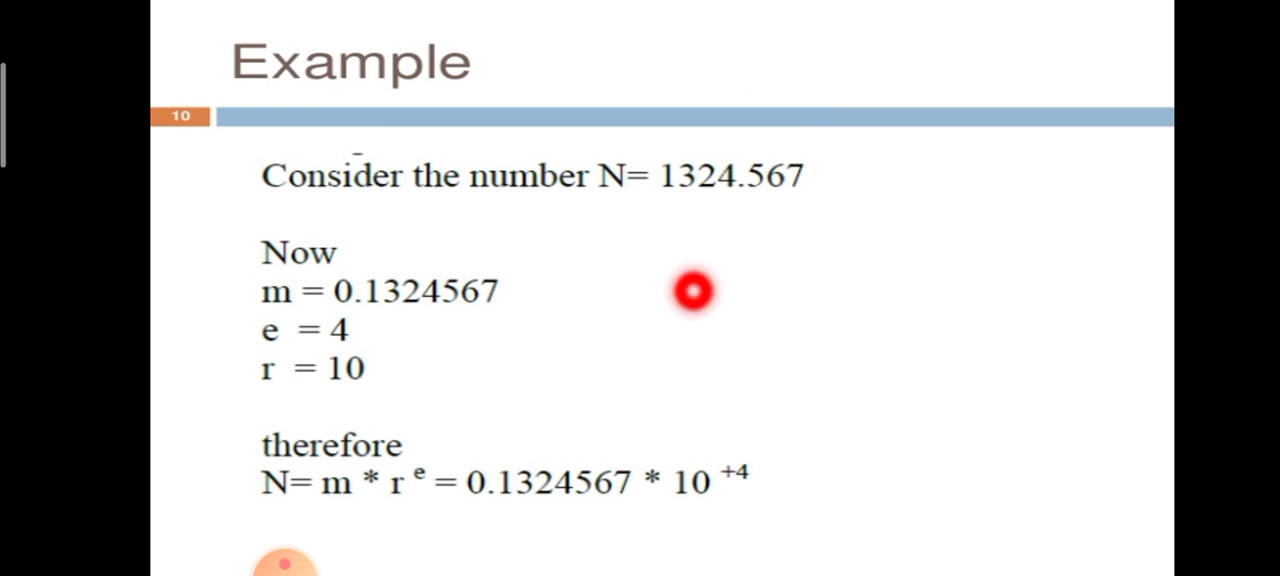 Example
10
Consider the number N= 1324.567
Now
m = 0.1324567
e = 4
r = 10
therefore
N= m * r e = 0.1324567 * 10 +4